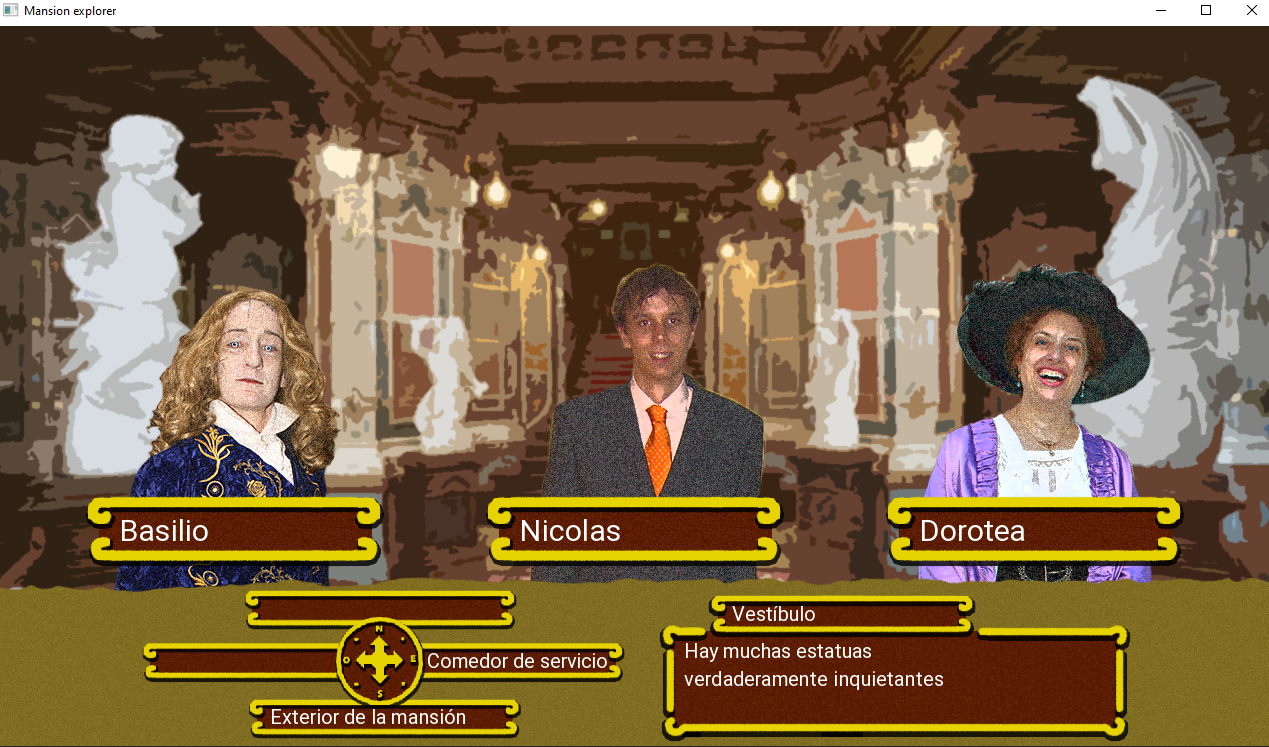 Mansion explorer
Basilio
Nicolas
Dorotea
N
O
E
S
Comedor de servicio
Exterior de la mansión
Vestíbulo
Hay muchas estatuas
verdaderamente inquietantes